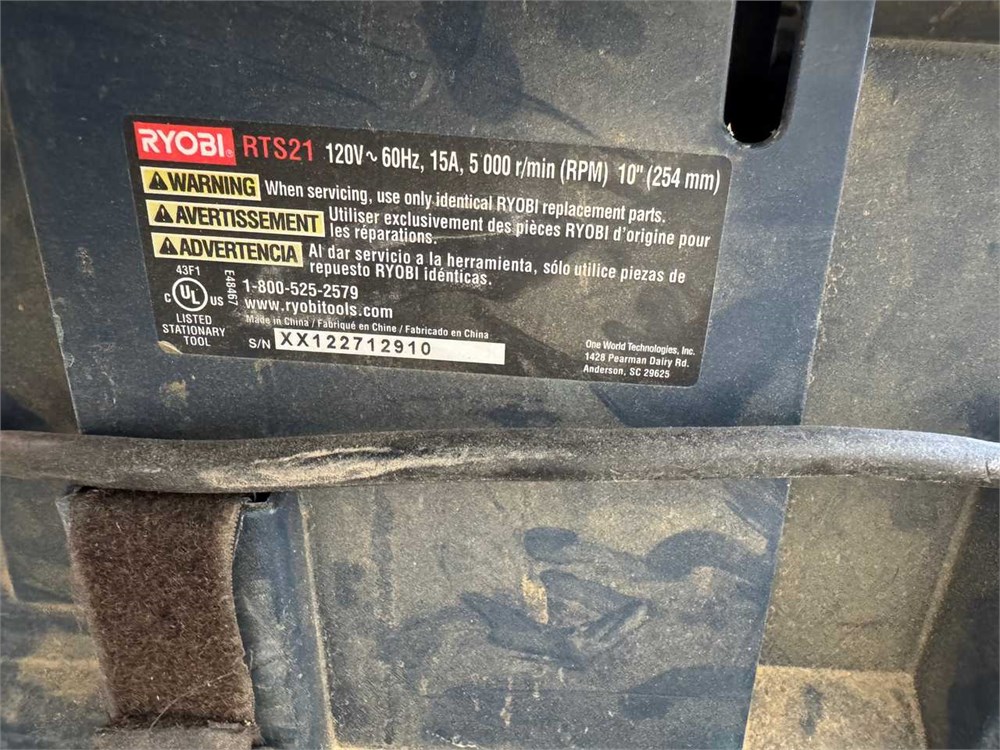 RYOBI® RTS21 120V~ 60Hz, 15A, 5 000 r/min (RPM) 10" (254 mm)
WARNING When servicing, use only identical RYOBI replacement parts.
AVERTISSEMENT Utiliser exclusivement des pièces RYOBI d'origine pour
les réparations.
ADVERTENCIA Al dar servicio a la herramienta, sólo utilice piezas de
repuesto RYOBI idénticas.
43F1
C UL US
LISTED
STATIONARY
TOOL
E48467
1-800-525-2579
www.ryobitools.com
Made in China / Fabriqué en Chine / Fabricado en China
S/N XX122712910
One World Technologies, Inc.
1428 Pearman Dairy Rd.
Anderson, SC 29625